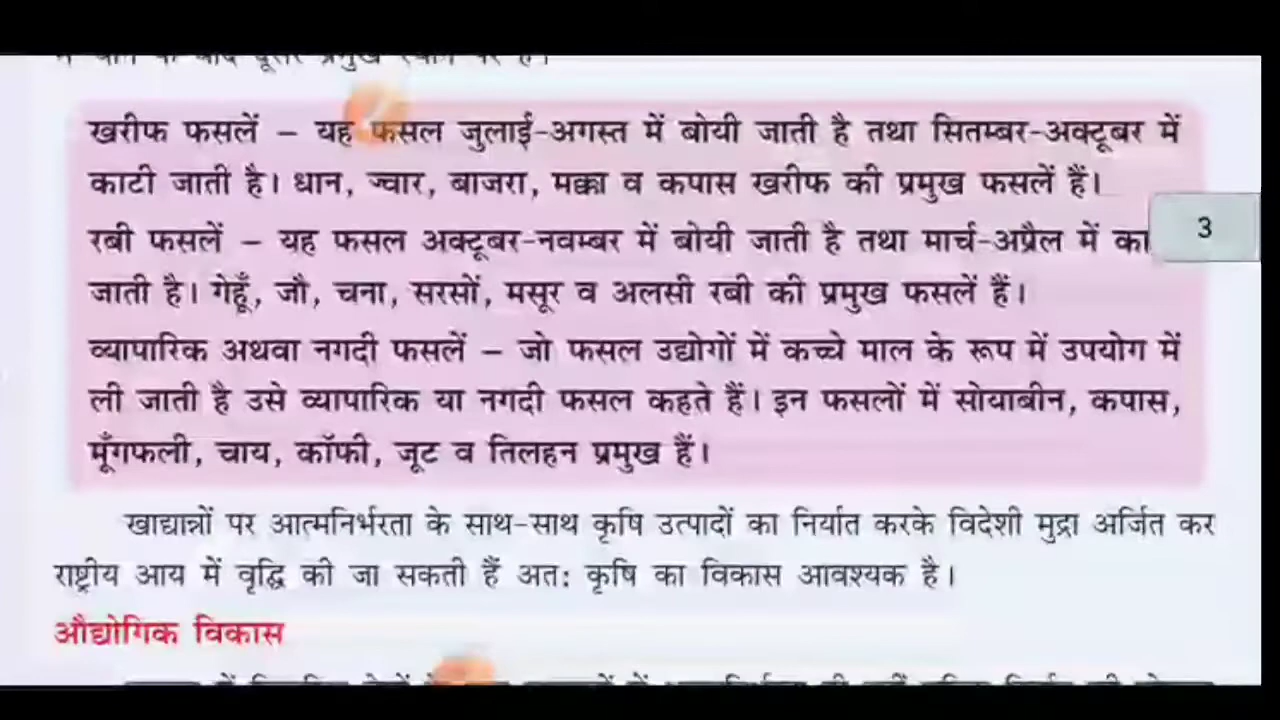 खरीफ फसलें – यह फसल जुलाई-अगस्त में बोयी जाती है तथा सितम्बर-अक्टूबर में
काटी जाती है। धान, ज्वार, बाजरा, मक्का व कपास खरीफ की प्रमुख फसलें हैं।
रबी फसलें – यह फसल अक्टूबर-नवम्बर में बोयी जाती है तथा मार्च-अप्रैल में
3
जाती है। गेहूँ, जौ, चना, सरसों, मसूर व अलसी रबी की प्रमुख फसलें हैं।
व्यापारिक अथवा नगदी फसलें – जो फसल उद्योगों में कच्चे माल के रूप में उपयोग में
ली जाती है उसे व्यापारिक या नगदी फसल कहते हैं। इन फसलों में सोयाबीन, कपास,
मूँगफली, चाय, कॉफी, जूट व तिलहन प्रमुख हैं।
खाद्यान्नों पर आत्मनिर्भरता के साथ-साथ कृषि उत्पादों का निर्यात करके विदेशी मुद्रा अर्जित कर
राष्ट्रीय आय में वृद्धि की जा सकती हैं अत: कृषि का विकास आवश्यक है।
औद्योगिक विकास